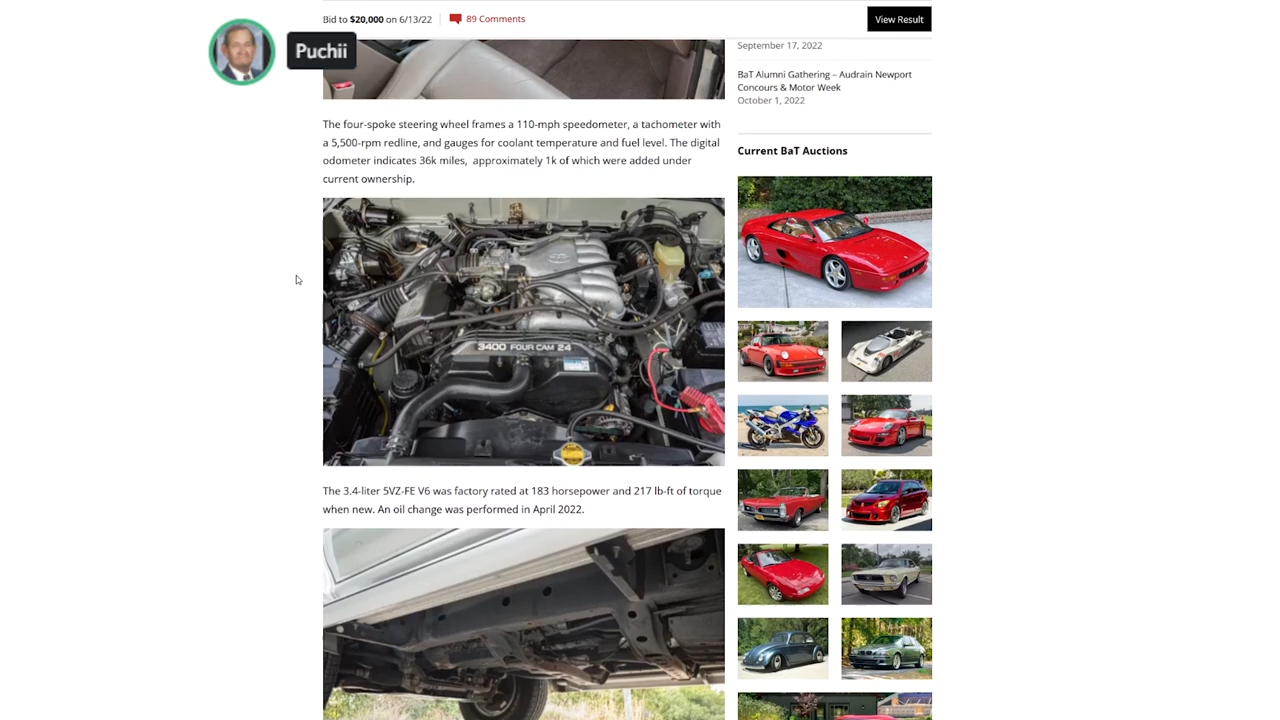 Bid to $20,000 on 6/13/22
89 Comments
View Result
Puchii
September 17, 2022
BaT Alumni Gathering – Audrain Newport
Concours & Motor Week
October 1, 2022
The four-spoke steering wheel frames a 110-mph speedometer, a tachometer with
a 5,500-rpm redline, and gauges for coolant temperature and fuel level. The digital
odometer indicates 36k miles, approximately 1k of which were added under
current ownership.
Current BaT Auctions
3400 FOUR CAM 24
The 3.4-liter 5VZ-FE V6 was factory rated at 183 horsepower and 217 lb-ft of torque
when new. An oil change was performed in April 2022.